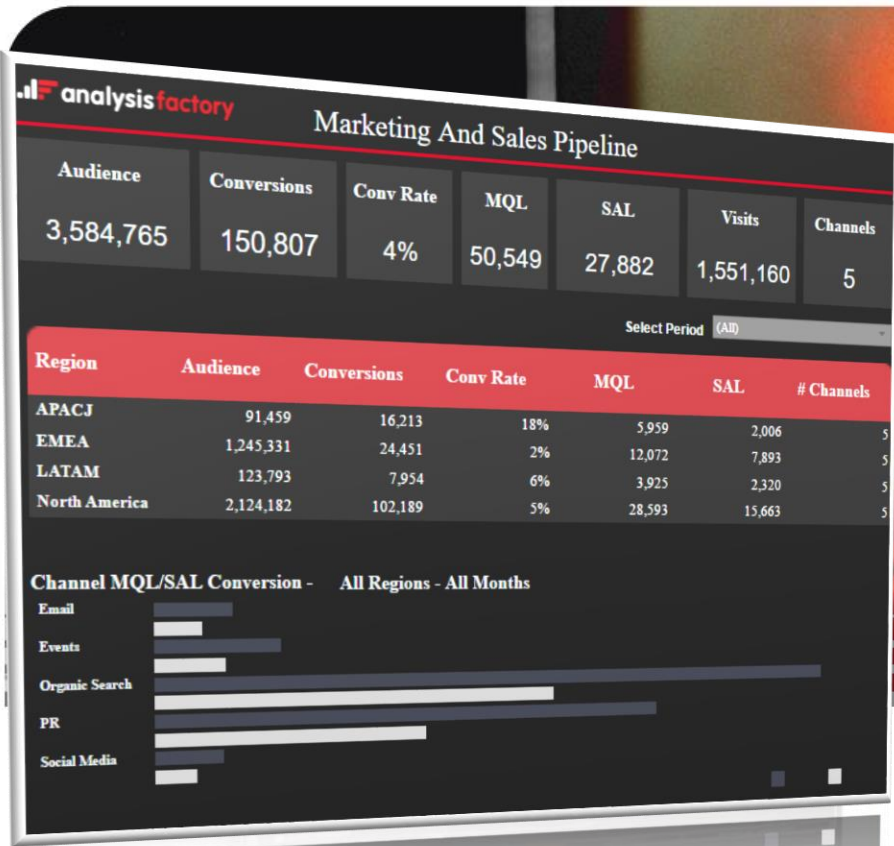 analysisfactory
Marketing And Sales Pipeline
Audience Conversions Conv Rate MQL SAL Visits Channels
3,584,765 150,807 4% 50,549 27,882 1,551,160 5
Select Period (All)
Region Audience Conversions Conv Rate MQL SAL # Channels
APACJ 91,459 16,213 18% 5,959 2,006 5
EMEA 1,245,331 24,451 2% 12,072 7,893 5
LATAM 123,793 7,954 6% 3,925 2,320 5
North America 2,124,182 102,189 5% 28,593 15,663 5
Channel MQL/SAL Conversion - All Regions - All Months
Email
Events
Organic Search
PR
Social Media